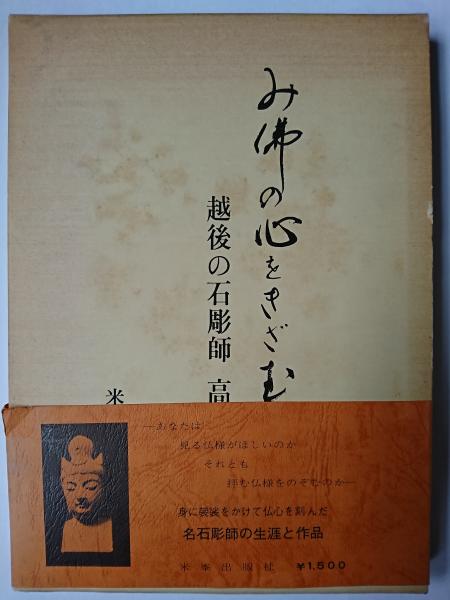 み佛の心をきざむ
越後の石彫師 高
米
―あなたは
見る仏様がほしいのか
それとも
拝む仏様をのぞむのか―
身に袈裟をかけて仏心を刻んだ
名石彫師の生涯と作品
米峯出版社 ￥1,500